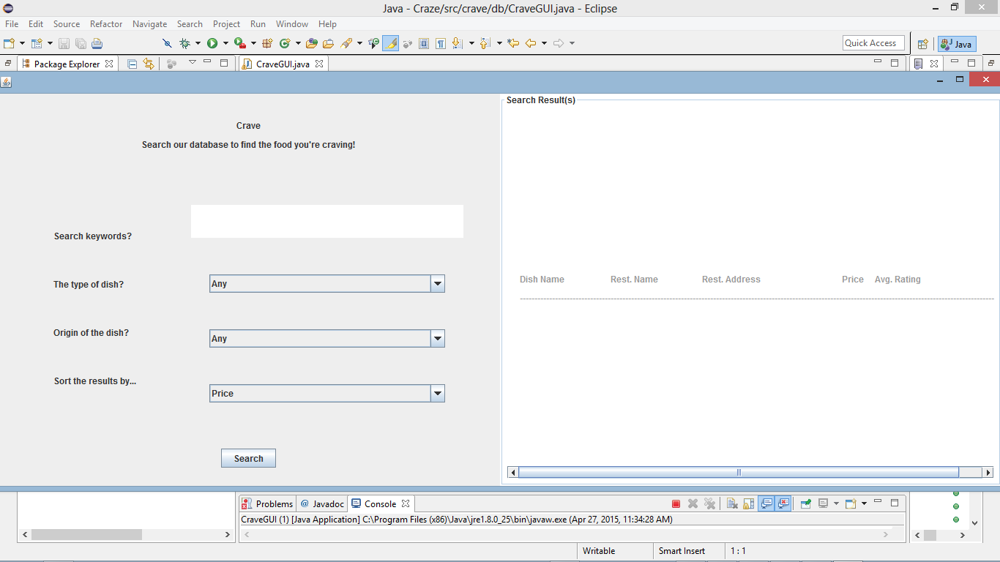 Java - Craze/src/crave/db/CraveGUI.java - Eclipse
File Edit Source Refactor Navigate Search Project Run Window Help
Quick Access
Java
Package Explorer
CraveGUI.java
Crave
Search our database to find the food you're craving!
Search keywords?
The type of dish?
Any
Origin of the dish?
Any
Sort the results by...
Price
Search
Search Result(s)
Dish Name Rest. Name Rest. Address Price Avg. Rating
Problems @ Javadoc Console
CraveGUI (1) [Java Application] C:\Program Files (x86)\Java\jre1.8.0_25\bin\javaw.exe (Apr 27, 2015, 11:34:28 AM)
Writable Smart Insert 1 : 1